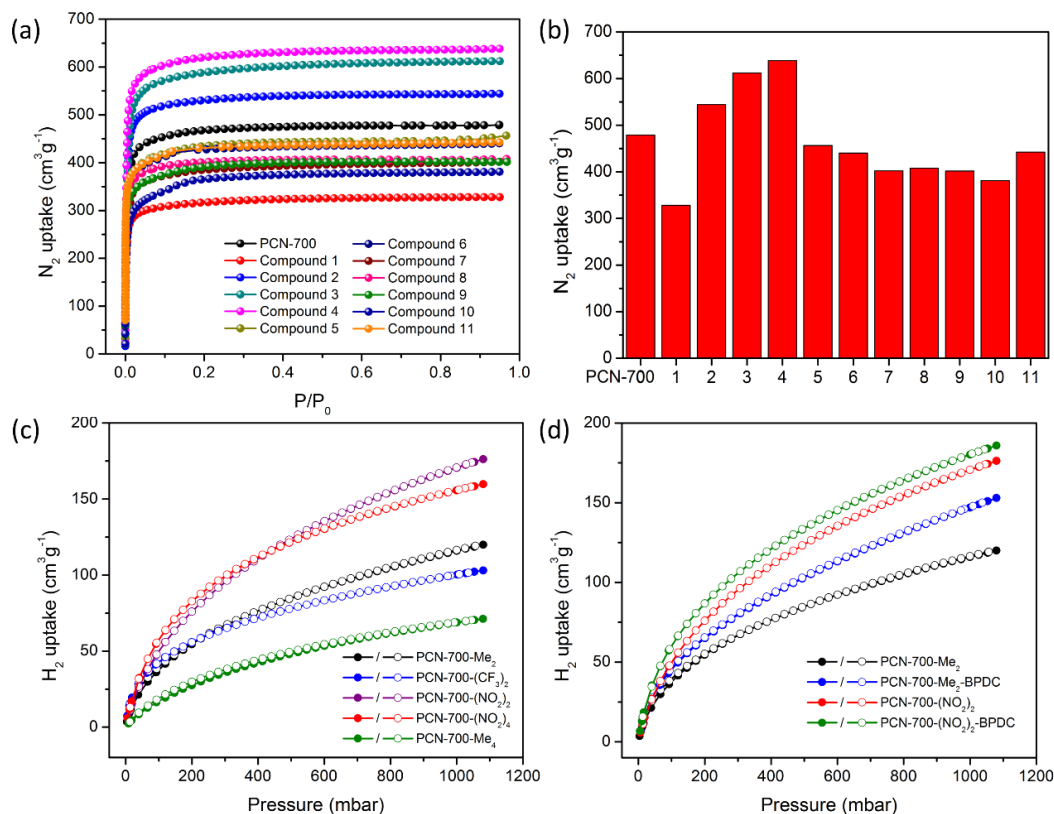 (a)
700
600
500
400
300
200
100
0
N₂ uptake (cm³ g⁻¹)
PCN-700
Compound 1
Compound 2
Compound 3
Compound 4
Compound 5
Compound 6
Compound 7
Compound 8
Compound 9
Compound 10
Compound 11
0.0 0.2 0.4 0.6 0.8 1.0
P/P₀
(b)
700
600
500
400
300
200
100
0
N₂ uptake (cm³ g⁻¹)
PCN-700 1 2 3 4 5 6 7 8 9 10 11
(c)
200
150
100
50
0
H₂ uptake (cm³g⁻¹)
/ PCN-700-Me₂
/ PCN-700-(CF₃)₂
/ PCN-700-(NO₂)₂
/ PCN-700-(NO₂)₄
/ PCN-700-Me₄
0 200 400 600 800 1000 1200
Pressure (mbar)
(d)
200
150
100
50
0
H₂ uptake (cm³g⁻¹)
/ PCN-700-Me₂
/ PCN-700-Me₂-BPDC
/ PCN-700-(NO₂)₂
/ PCN-700-(NO₂)₂-BPDC
0 200 400 600 800 1000 1200
Pressure (mbar)